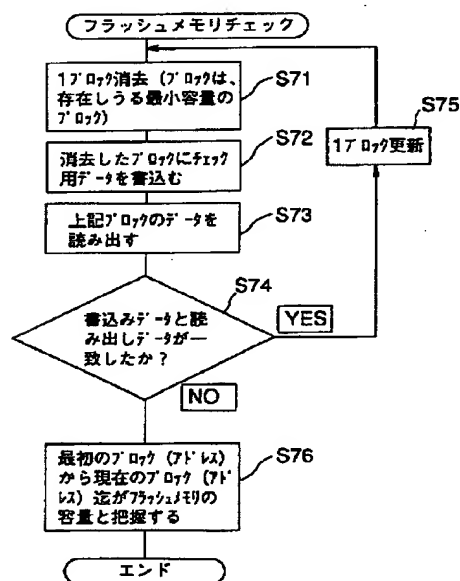 フラッシュメモリチェック
1ブロック消去（ブロックは、
存在しうる最小容量の
ブロック）
S71
消去したブロックにチェック
用データを書込む
S72
上記ブロックのデータを
読み出す
S73
書込みデータと読
み出しデータが一
致したか？
S74
YES
1ブロック更新
S75
NO
最初のブロック（アドレス）
から現在のブロック（アド
レス）迄がフラッシュメモリの
容量と把握する
S76
エンド